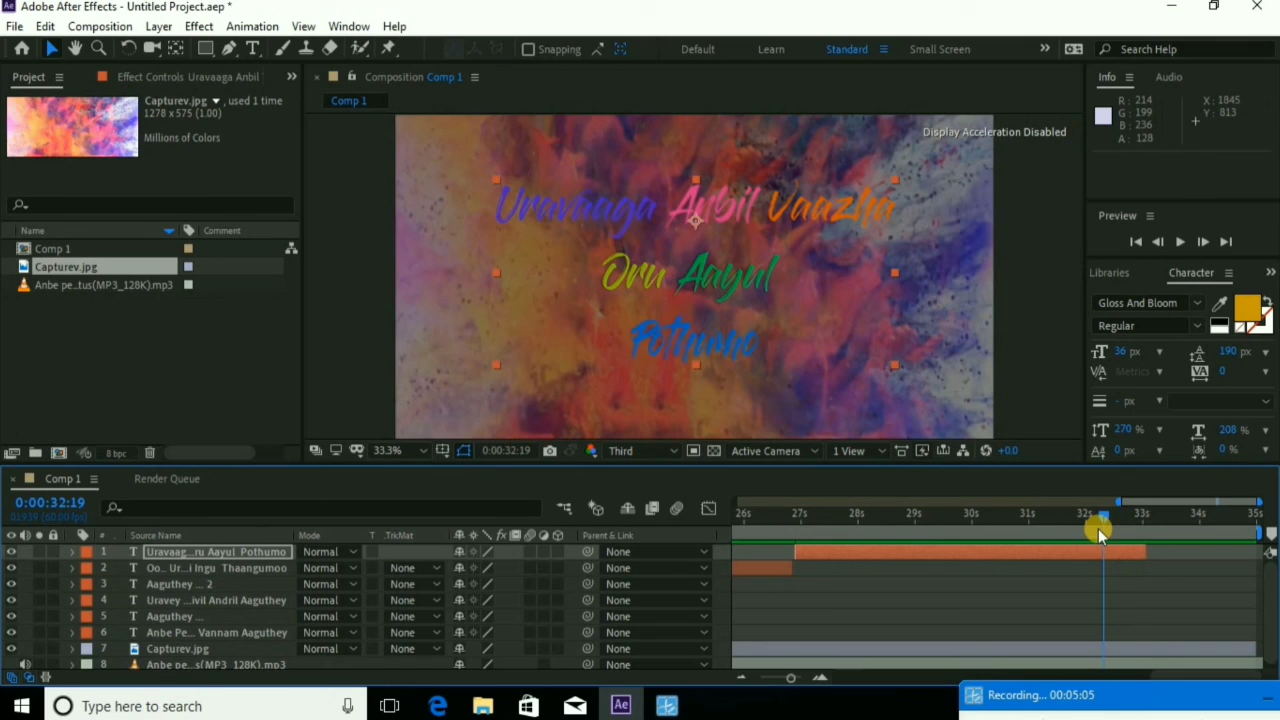 Adobe After Effects - Untitled Project.aep *
File Edit Composition Layer Effect Animation View Window Help
Snapping Default Learn Standard Small Screen Search Help
Project Effect Controls Uravaaga Anbil
Composition Comp 1
Info Audio
Comp 1
Capturev.jpg , used 1 time
1278 x 575 (1.00)
Millions of Colors
Display Acceleration Disabled
R : 214
G : 199
B : 236
A : 128
X : 1845
Y : 813
Uravaaga Anbil Vaazha
Oru Aayul
Pothumo
Name Comment
Comp 1
Capturev.jpg
Anbe pe...tus(MP3_128K).mp3
Preview
Libraries Character
Gloss And Bloom
Regular
36 px 190 px
Metrics 0
- px
270 % 208 %
0 px 0 %
8 bpc
33.3% 0:00:32:19 Third Active Camera 1 View +0.0
Comp 1 Render Queue
0:00:32:19
01939 (60.00 fps)
26s 27s 28s 29s 30s 31s 32s 33s 34s 35s
# Source Name Mode T .TrkMat Parent & Link
1 T Uravaag...ru Aayul Pothumo Normal None
2 T Oo.. Ur...i Ingu Thaangumoo Normal None None
3 T Aaguthey ... 2 Normal None None
4 T Uravey ...ivil Andril Aaguthey Normal None None
5 T Aaguthey ... Normal None None
6 T Anbe Pe... Vannam Aaguthey Normal None None
7 Capturev.jpg Normal None None
8 Anbe pe...s(MP3_128K).mp3
Type here to search
Recording... 00:05:05